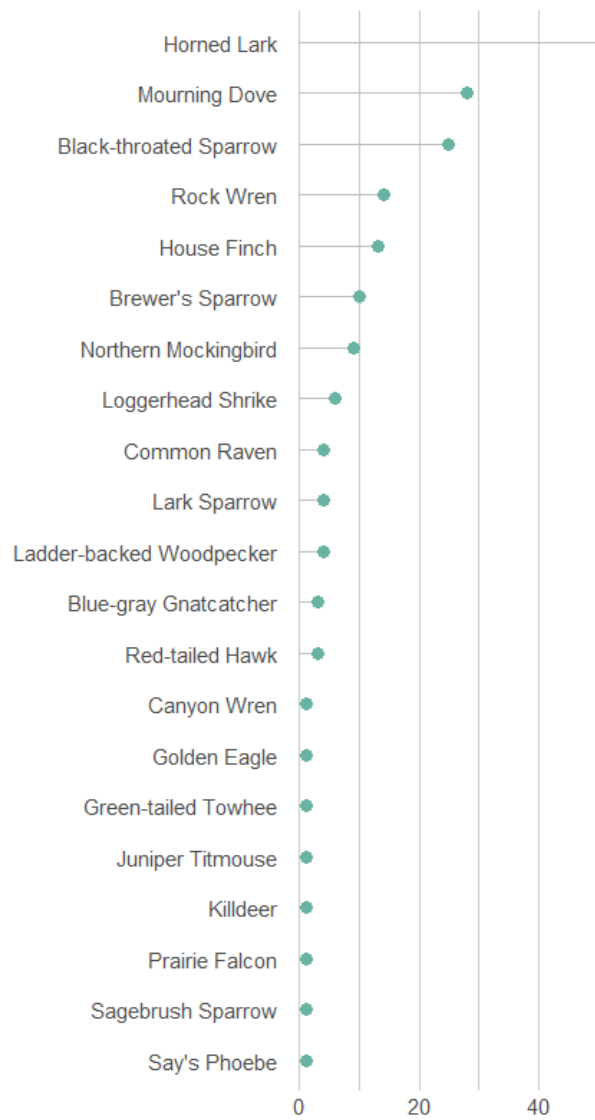 Horned Lark
Mourning Dove
Black-throated Sparrow
Rock Wren
House Finch
Brewer's Sparrow
Northern Mockingbird
Loggerhead Shrike
Common Raven
Lark Sparrow
Ladder-backed Woodpecker
Blue-gray Gnatcatcher
Red-tailed Hawk
Canyon Wren
Golden Eagle
Green-tailed Towhee
Juniper Titmouse
Killdeer
Prairie Falcon
Sagebrush Sparrow
Say's Phoebe
0 20 40